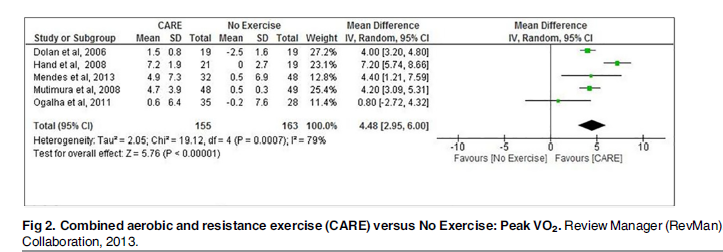 CARE No Exercise Mean Difference Mean Difference
Study or Subgroup Mean SD Total Mean SD Total Weight IV, Random, 95% CI IV, Random, 95% CI
Dolan et al, 2006 1.5 0.8 19 -2.5 1.6 19 27.2% 4.00 [3.20, 4.80]
Hand et al, 2008 7.2 1.9 21 0 2.7 19 23.2% 7.20 [5.74, 8.66]
Mendes et al, 2013 4.9 7.3 32 0.5 6.9 48 12.4% 4.40 [1.21, 7.59]
Mutimura et al, 2008 4.7 3.9 48 0.5 0.3 49 25.9% 4.20 [3.09, 5.31]
Ogalha et al, 2011 0.6 6.4 35 -0.2 7.6 28 11.3% 0.80 [-2.72, 4.32]
Total (95% CI) 155 163 100.0% 4.48 [2.95, 6.00]
Heterogeneity: Tau² = 2.05; Chi² = 19.12, df = 4 (P = 0.0007); I² = 79%
Test for overall effect: Z = 5.76 (P < 0.00001)
-10 -5 0 5 10
Favours [No Exercise] Favours [CARE]
Fig 2. Combined aerobic and resistance exercise (CARE) versus No Exercise: Peak VO₂. Review Manager (RevMan)
Collaboration, 2013.